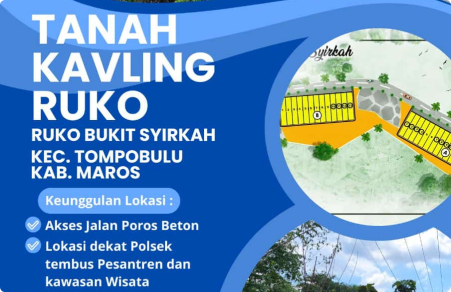 TANAH
KAVLING
RUKO
RUKO BUKIT SYIRKAH
KEC. TOMPOBULU
KAB. MAROS
Keunggulan Lokasi :
Akses Jalan Poros Beton
Lokasi dekat Polsek
tembus Pesantren dan
kawasan Wisata
Syirkah